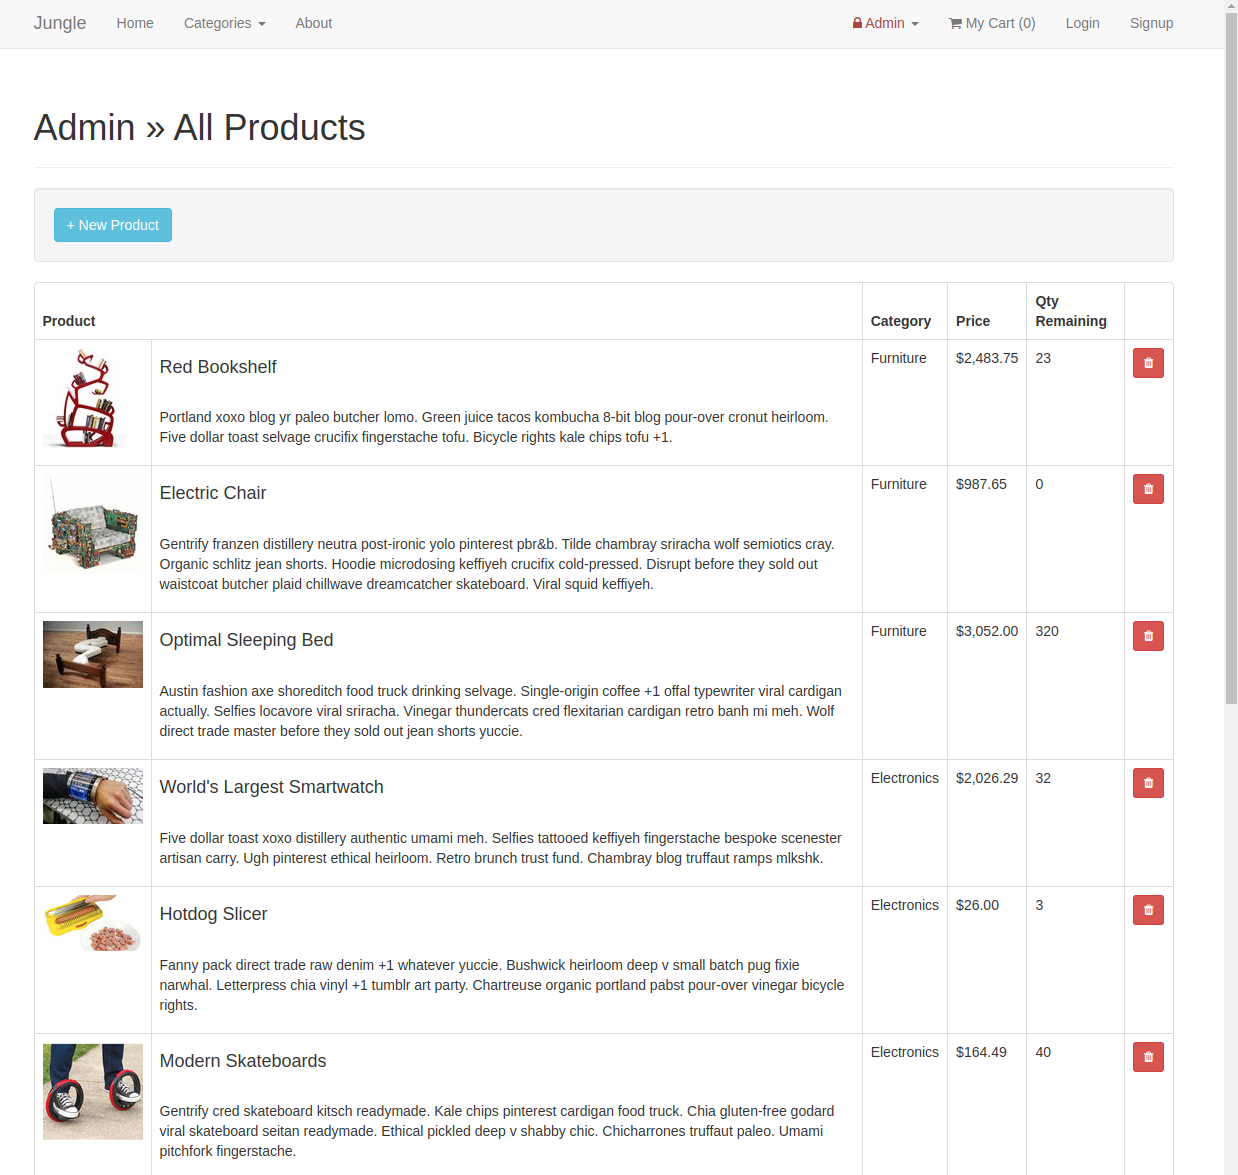 Jungle Home Categories About Admin My Cart (0) Login Signup
Admin » All Products
+ New Product
Product Category Price Qty Remaining
Red Bookshelf Furniture $2,483.75 23
Portland xoxo blog yr paleo butcher lomo. Green juice tacos kombucha 8-bit blog pour-over cronut heirloom.
Five dollar toast selvage crucifix fingerstache tofu. Bicycle rights kale chips tofu +1.
Electric Chair Furniture $987.65 0
Gentrify franzen distillery neutra post-ironic yolo pinterest pbr&b. Tilde chambray sriracha wolf semiotics cray.
Organic schlitz jean shorts. Hoodie microdosing keffiyeh crucifix cold-pressed. Disrupt before they sold out
waistcoat butcher plaid chillwave dreamcatcher skateboard. Viral squid keffiyeh.
Optimal Sleeping Bed Furniture $3,052.00 320
Austin fashion axe shoreditch food truck drinking selvage. Single-origin coffee +1 offal typewriter viral cardigan
actually. Selfies locavore viral sriracha. Vinegar thundercats cred flexitarian cardigan retro banh mi meh. Wolf
direct trade master before they sold out jean shorts yuccie.
World's Largest Smartwatch Electronics $2,026.29 32
Five dollar toast xoxo distillery authentic umami meh. Selfies tattooed keffiyeh fingerstache bespoke scenester
artisan carry. Ugh pinterest ethical heirloom. Retro brunch trust fund. Chambray blog truffaut ramps mlkshk.
Hotdog Slicer Electronics $26.00 3
Fanny pack direct trade raw denim +1 whatever yuccie. Bushwick heirloom deep v small batch pug fixie
narwhal. Letterpress chia vinyl +1 tumblr art party. Chartreuse organic portland pabst pour-over vinegar bicycle
rights.
Modern Skateboards Electronics $164.49 40
Gentrify cred skateboard kitsch readymade. Kale chips pinterest cardigan food truck. Chia gluten-free godard
viral skateboard seitan readymade. Ethical pickled deep v shabby chic. Chicharrones truffaut paleo. Umami
pitchfork fingerstache.